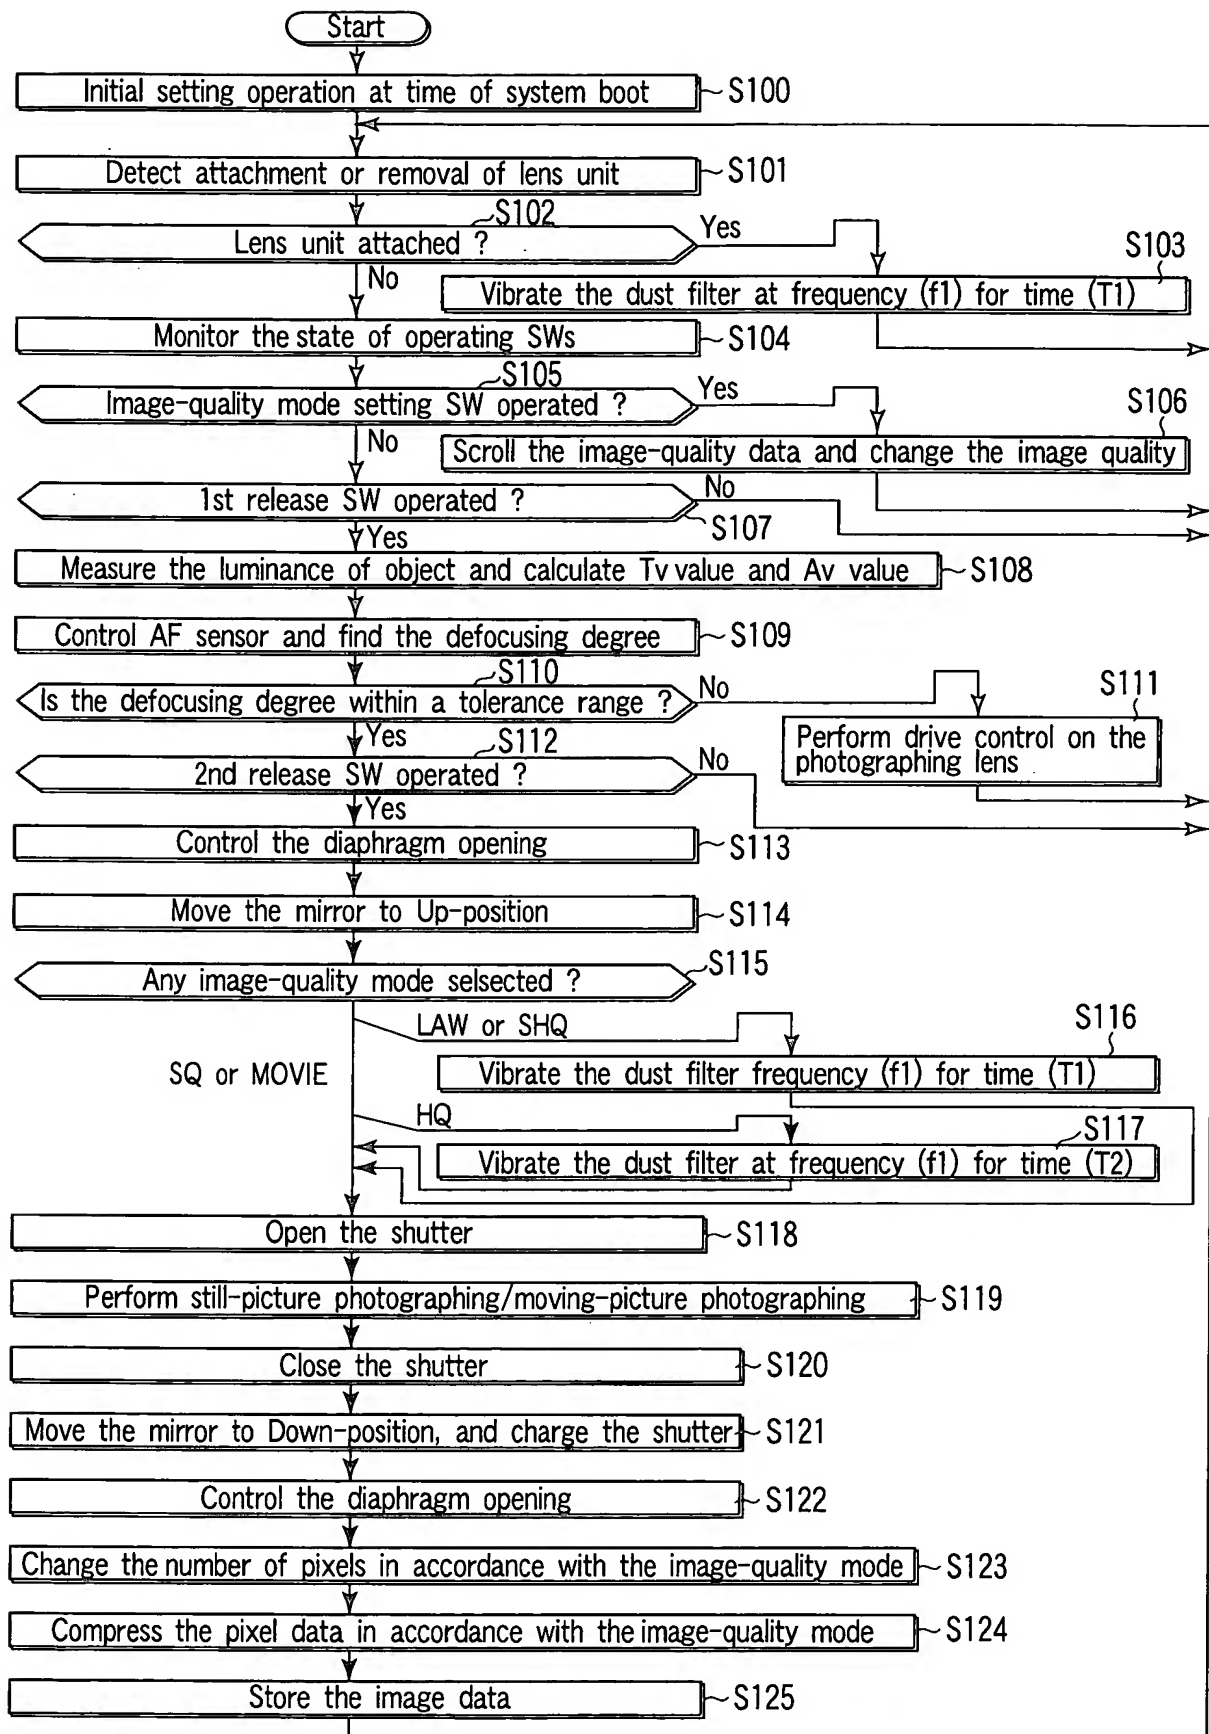 Start
Initial setting operation at time of system boot
S100
Detect attachment or removal of lens unit
S101
S102
Lens unit attached ?
Yes
No
S103
Vibrate the dust filter at frequency (f1) for time (T1)
Monitor the state of operating SWs
S104
S105
Image-quality mode setting SW operated ?
Yes
No
S106
Scroll the image-quality data and change the image quality
1st release SW operated ?
No
S107
Yes
Measure the luminance of object and calculate Tv value and Av value
S108
Control AF sensor and find the defocusing degree
S109
S110
Is the defocusing degree within a tolerance range ?
No
Yes
S111
Perform drive control on the
photographing lens
S112
2nd release SW operated ?
No
Yes
Control the diaphragm opening
S113
Move the mirror to Up-position
S114
Any image-quality mode selsected ?
S115
LAW or SHQ
S116
Vibrate the dust filter frequency (f1) for time (T1)
SQ or MOVIE
HQ
S117
Vibrate the dust filter at frequency (f1) for time (T2)
Open the shutter
S118
Perform still-picture photographing/moving-picture photographing
S119
Close the shutter
S120
Move the mirror to Down-position, and charge the shutter
S121
Control the diaphragm opening
S122
Change the number of pixels in accordance with the image-quality mode
S123
Compress the pixel data in accordance with the image-quality mode
S124
Store the image data
S125